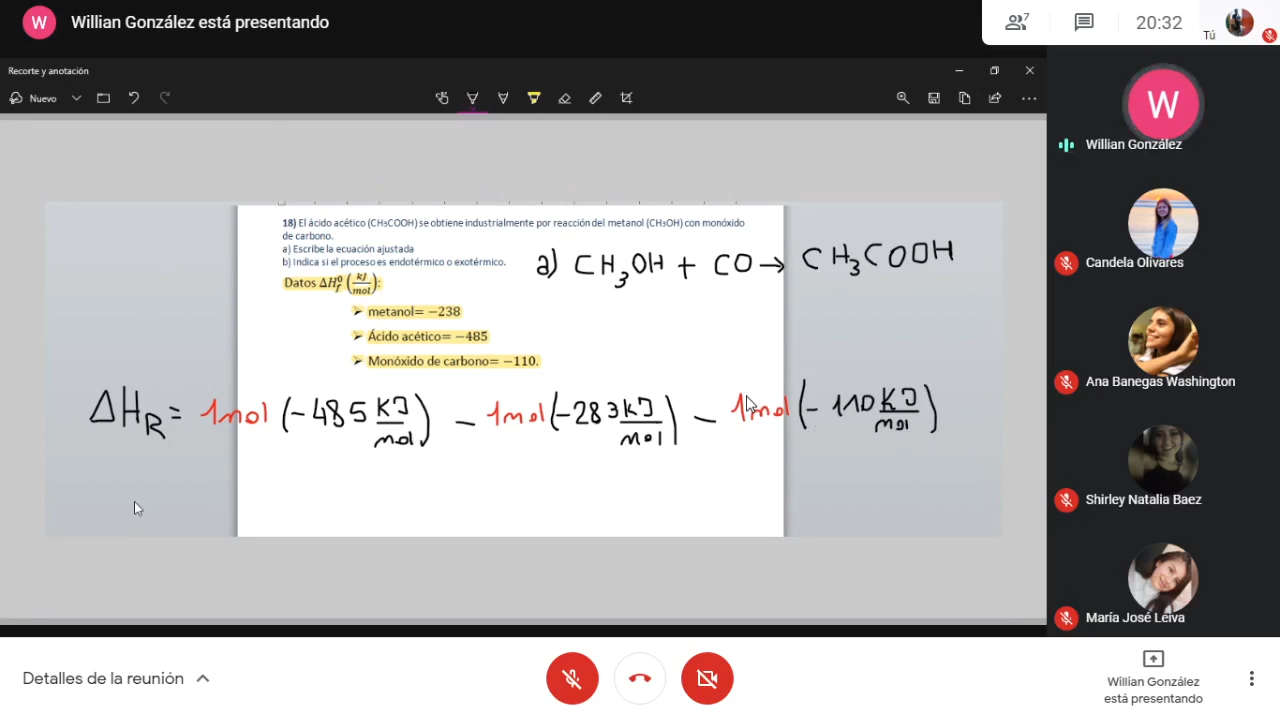 W Willian González está presentando
7
20:32
Tú
Recorte y anotación
Nuevo
18) El ácido acético (CH₃COOH) se obtiene industrialmente por reacción del metanol (CH₃OH) con monóxido
de carbono.
a) Escribe la ecuación ajustada
b) Indica si el proceso es endotérmico o exotérmico.
a) CH₃OH + CO → CH₃COOH
Datos ΔH_f^0 (kJ/mol):
➤ metanol= −238
➤ Ácido acético= −485
➤ Monóxido de carbono= −110.
ΔH_R = 1mol (-485 KJ/mol) - 1mol (-283 KJ/mol) - 1mol (-110 KJ/mol)
W
Willian González
Candela Olivares
Ana Banegas Washington
Shirley Natalia Baez
María José Leiva
Detalles de la reunión
Willian González
está presentando